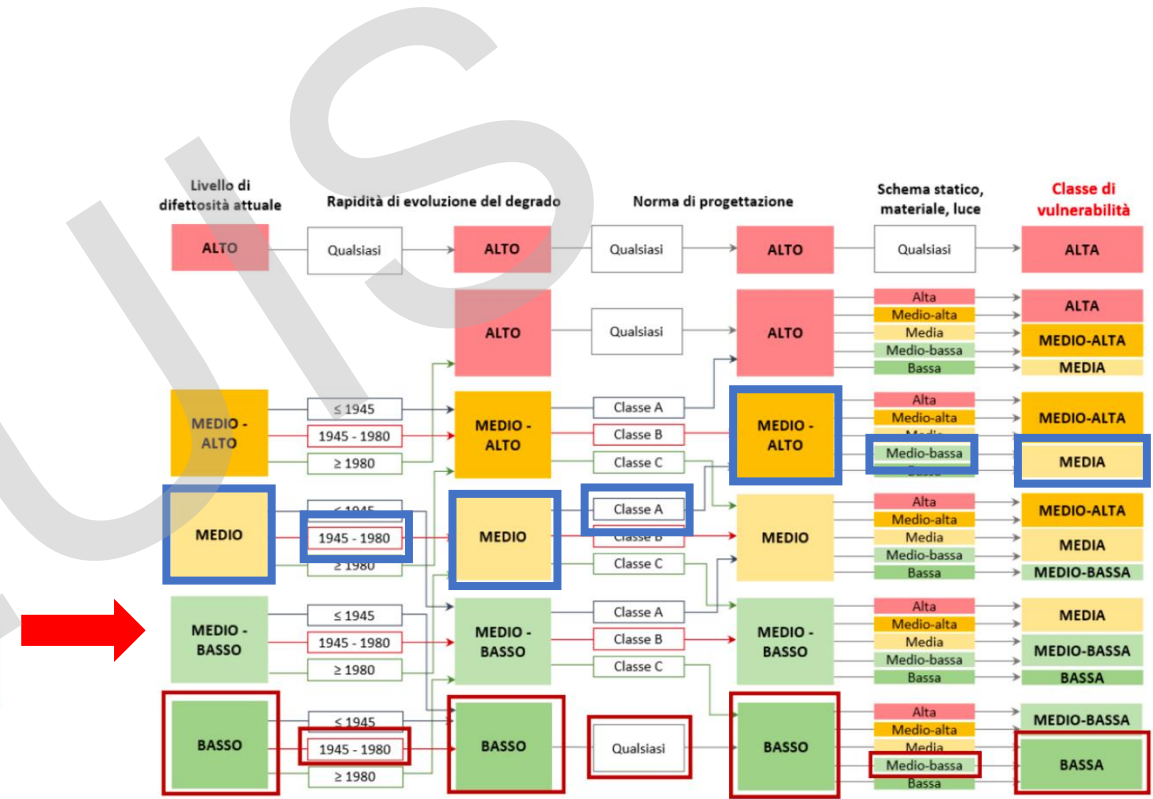 US
Livello di
difettosità attuale
Rapidità di evoluzione del degrado
Norma di progettazione
Schema statico,
materiale, luce
Classe di
vulnerabilità
ALTO
Qualsiasi
ALTO
Qualsiasi
ALTO
Qualsiasi
ALTA
ALTO
Qualsiasi
ALTO
Alta
Medio-alta
Media
Medio-bassa
Bassa
ALTA
MEDIO-ALTA
MEDIA
MEDIO -
ALTO
≤ 1945
1945 - 1980
≥ 1980
MEDIO -
ALTO
Classe A
Classe B
Classe C
MEDIO -
ALTO
Alta
Medio-alta
Media
Medio-bassa
Bassa
MEDIO-ALTA
MEDIA
MEDIO
≤ 1945
1945 - 1980
≥ 1980
MEDIO
Classe A
Classe B
Classe C
MEDIO
Alta
Medio-alta
Media
Medio-bassa
Bassa
MEDIO-ALTA
MEDIA
MEDIO-BASSA
MEDIO -
BASSO
≤ 1945
1945 - 1980
≥ 1980
MEDIO -
BASSO
Classe A
Classe B
Classe C
MEDIO -
BASSO
Alta
Medio-alta
Media
Medio-bassa
Bassa
MEDIA
MEDIO-BASSA
BASSA
BASSO
≤ 1945
1945 - 1980
≥ 1980
BASSO
Qualsiasi
BASSO
Alta
Medio-alta
Media
Medio-bassa
Bassa
MEDIO-BASSA
BASSA